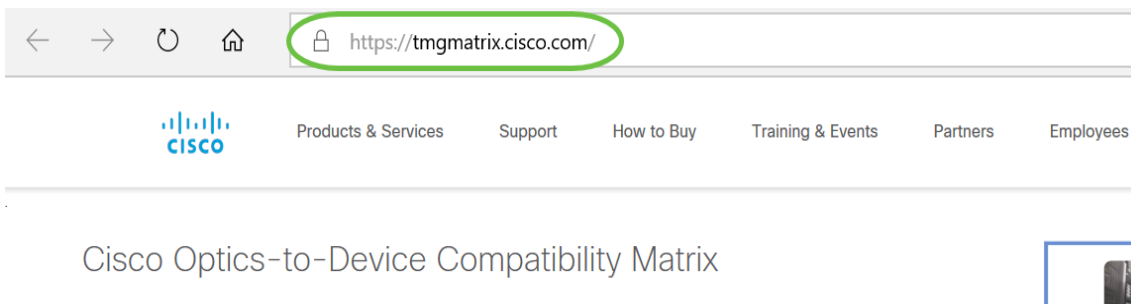 https://tmgmatrix.cisco.com/
CISCO Products & Services Support How to Buy Training & Events Partners Employees
Cisco Optics-to-Device Compatibility Matrix